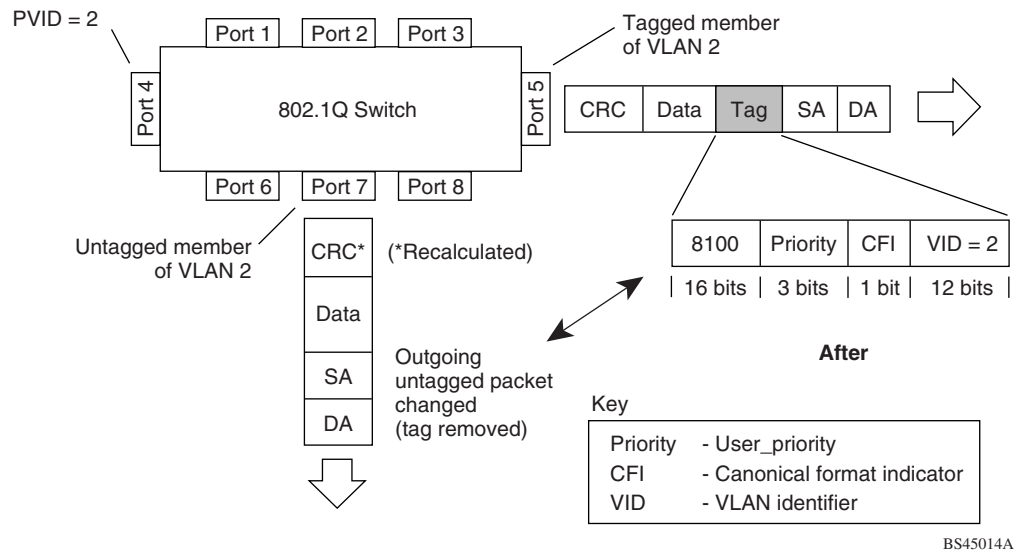 PVID = 2
Port 1
Port 2
Port 3
Tagged member
of VLAN 2
Port 4
802.1Q Switch
Port 5
CRC
Data
Tag
SA
DA
Port 6
Port 7
Port 8
Untagged member
of VLAN 2
CRC*
(*Recalculated)
8100
Priority
CFI
VID = 2
16 bits
3 bits
1 bit
12 bits
Data
SA
DA
Outgoing
untagged packet
changed
(tag removed)
After
Key
Priority - User_priority
CFI - Canonical format indicator
VID - VLAN identifier
BS45014A